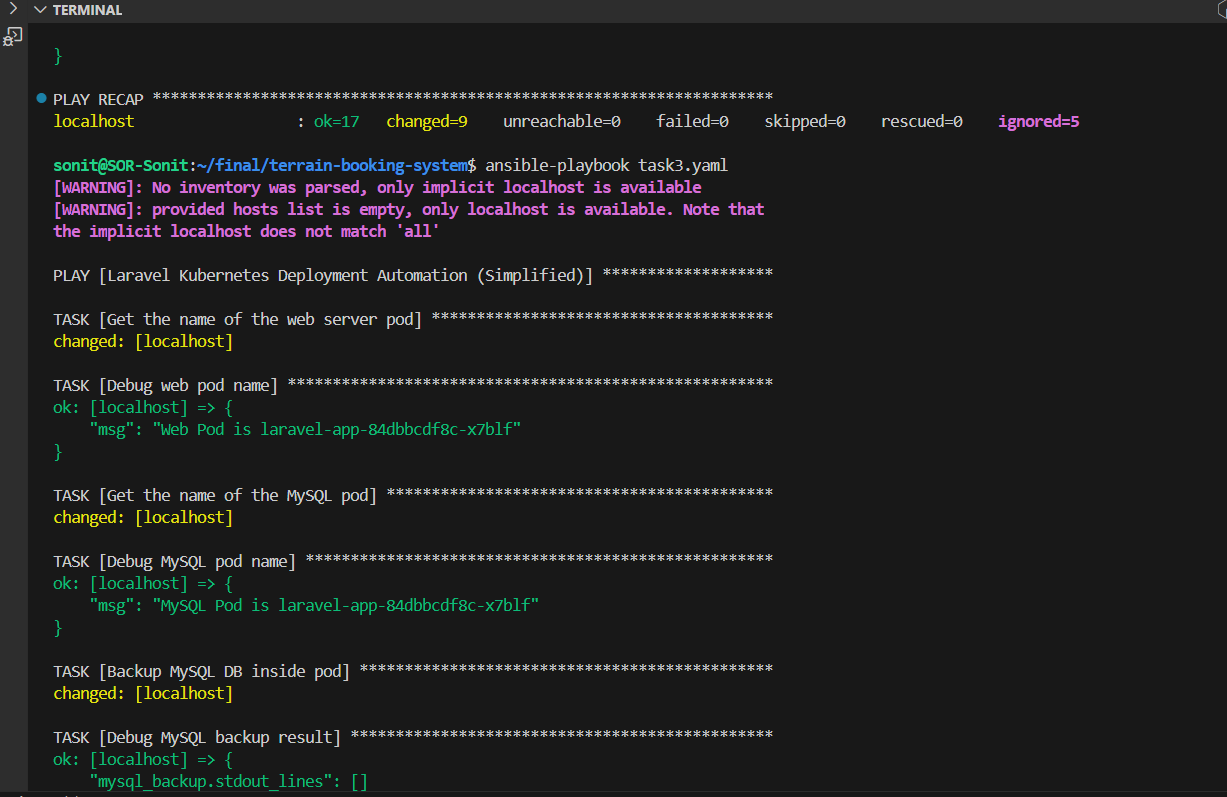 TERMINAL
}
PLAY RECAP *********************************************************************
localhost                  : ok=17   changed=9    unreachable=0    failed=0    skipped=0    rescued=0    ignored=5
sonit@SOR-Sonit:~/final/terrain-booking-system$ ansible-playbook task3.yaml
[WARNING]: No inventory was parsed, only implicit localhost is available
[WARNING]: provided hosts list is empty, only localhost is available. Note that
the implicit localhost does not match 'all'
PLAY [Laravel Kubernetes Deployment Automation (Simplified)] *******************
TASK [Get the name of the web server pod] **************************************
changed: [localhost]
TASK [Debug web pod name] ******************************************************
ok: [localhost] => {
    "msg": "Web Pod is laravel-app-84dbbcdf8c-x7blf"
}
TASK [Get the name of the MySQL pod] *******************************************
changed: [localhost]
TASK [Debug MySQL pod name] ****************************************************
ok: [localhost] => {
    "msg": "MySQL Pod is laravel-app-84dbbcdf8c-x7blf"
}
TASK [Backup MySQL DB inside pod] **********************************************
changed: [localhost]
TASK [Debug MySQL backup result] ***********************************************
ok: [localhost] => {
    "mysql_backup.stdout_lines": []